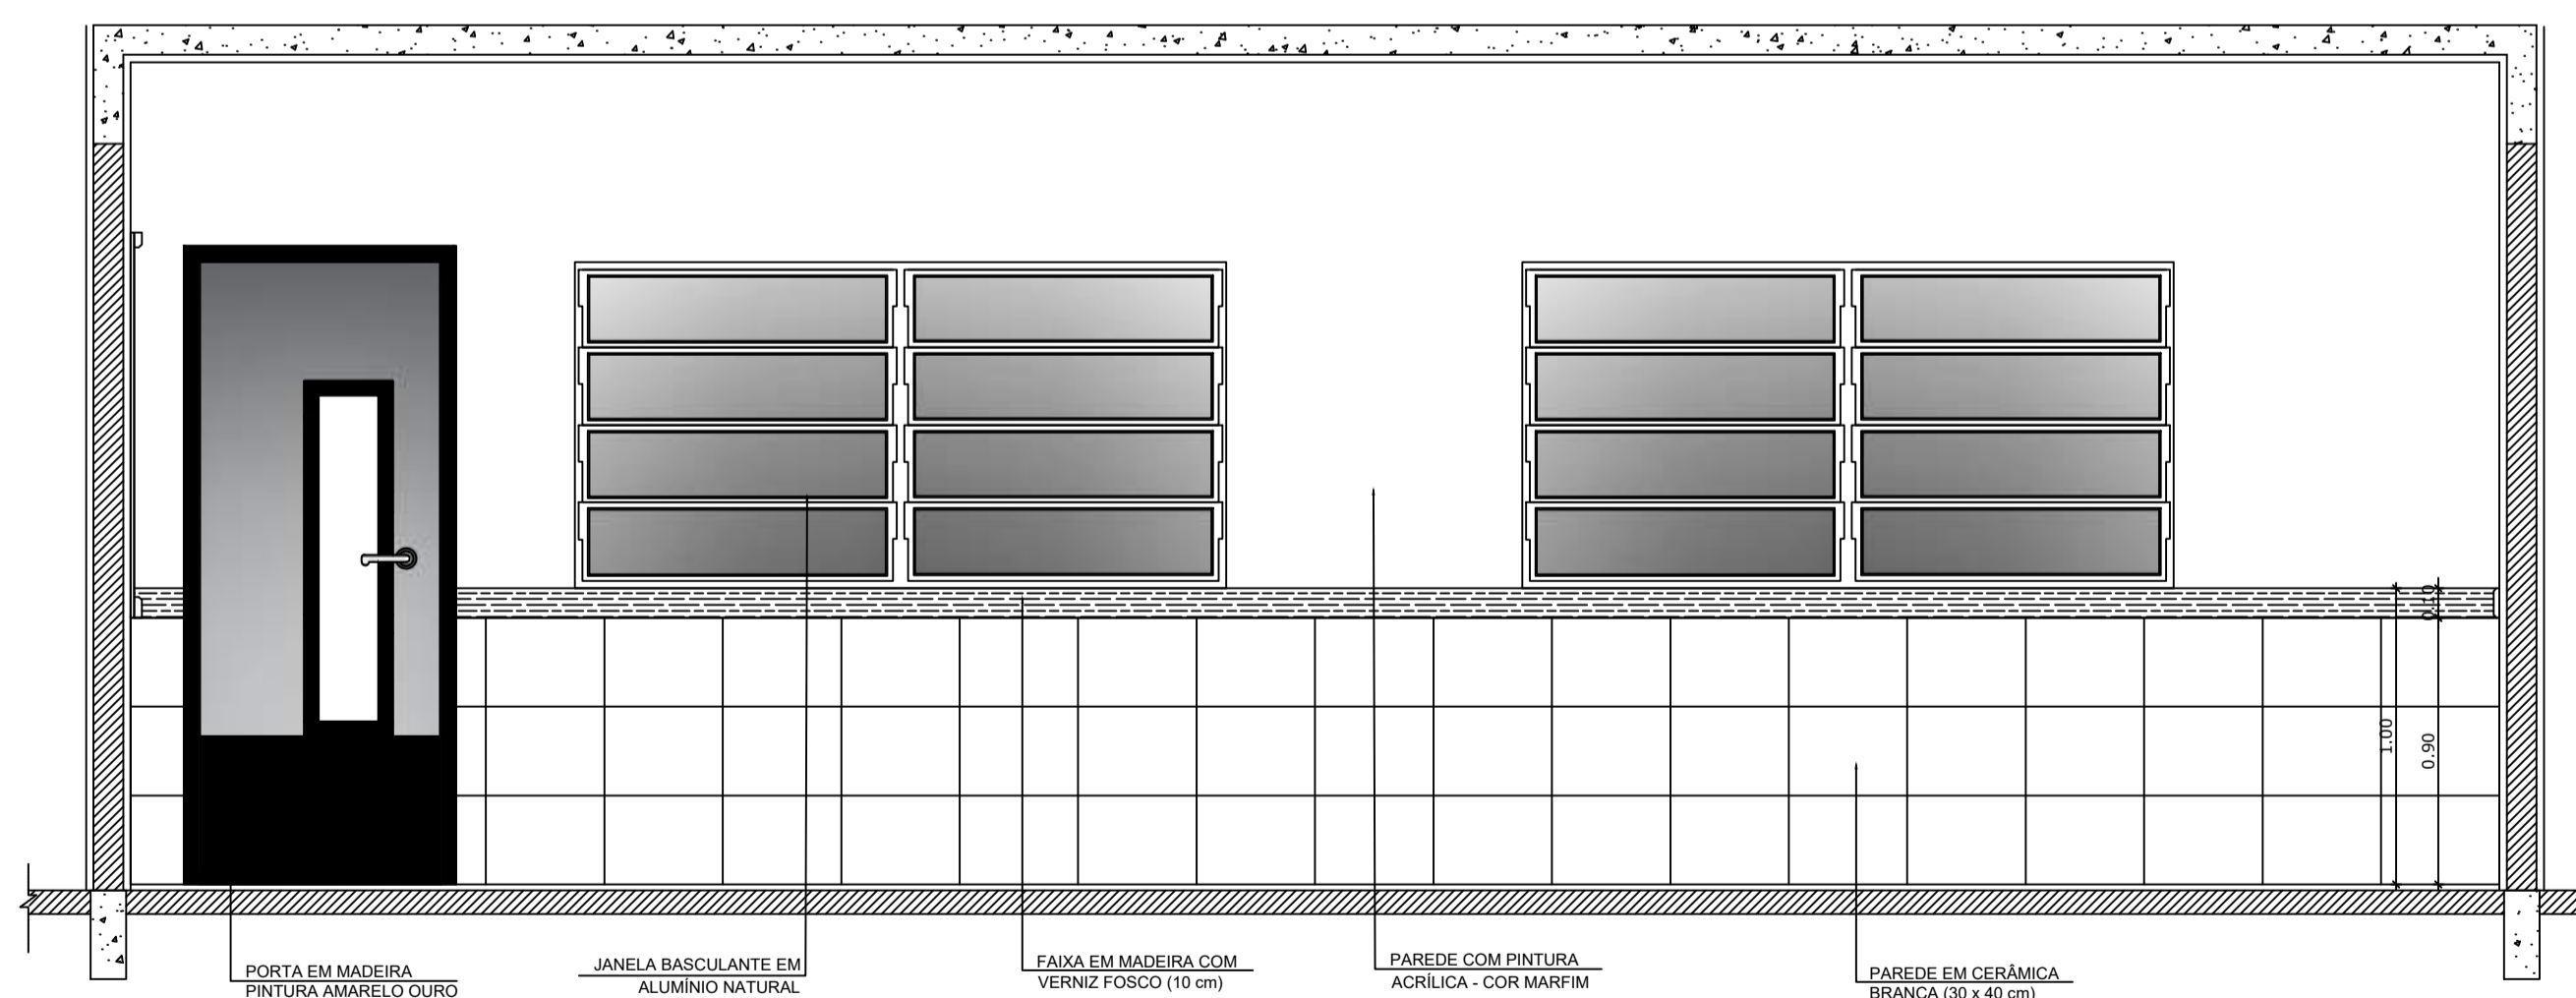 0.10
1.00
0.90
PORTA EM MADEIRA
PINTURA AMARELO OURO
JANELA BASCULANTE EM
ALUMÍNIO NATURAL
FAIXA EM MADEIRA COM
VERNIZ FOSCO (10 cm)
PAREDE COM PINTURA
ACRÍLICA - COR MARFIM
PAREDE EM CERÂMICA
BRANCA (30 x 40 cm)